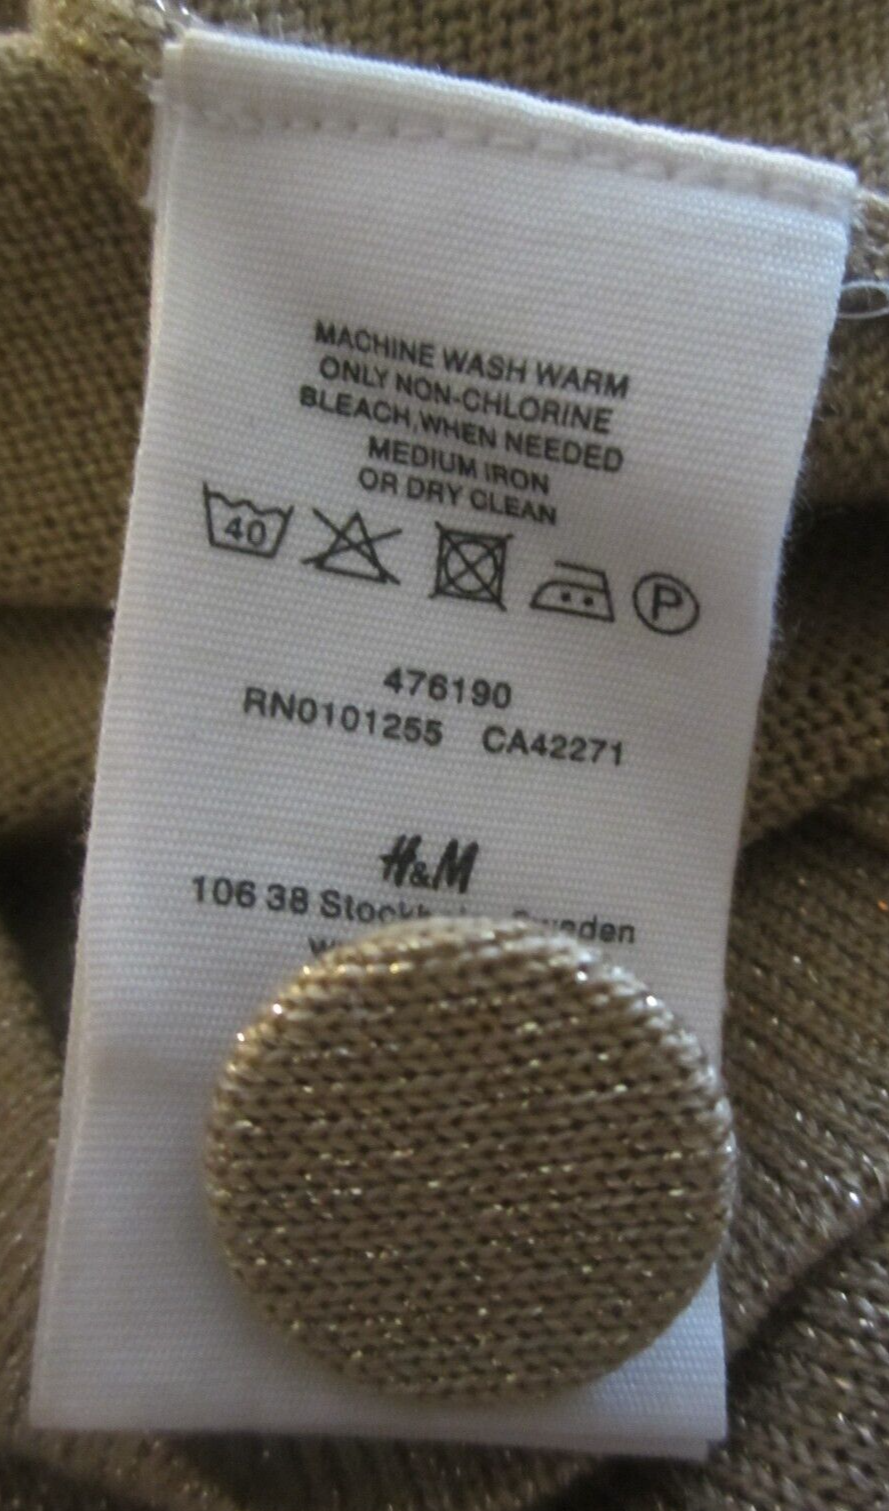 MACHINE WASH WARM
ONLY NON-CHLORINE
BLEACH,WHEN NEEDED
MEDIUM IRON
OR DRY CLEAN
40 P
476190
RN0101255 CA42271
H&M
106 38 Stockholm, Sweden